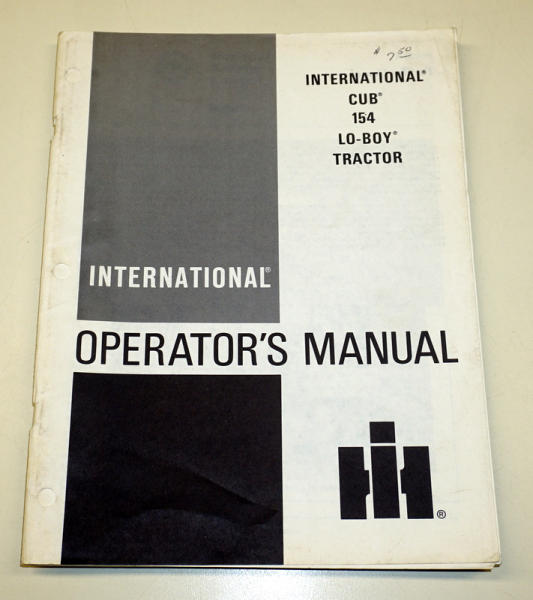 $ 7.50
INTERNATIONAL®
CUB®
154
LO-BOY®
TRACTOR
INTERNATIONAL®
OPERATOR'S MANUAL
IH®